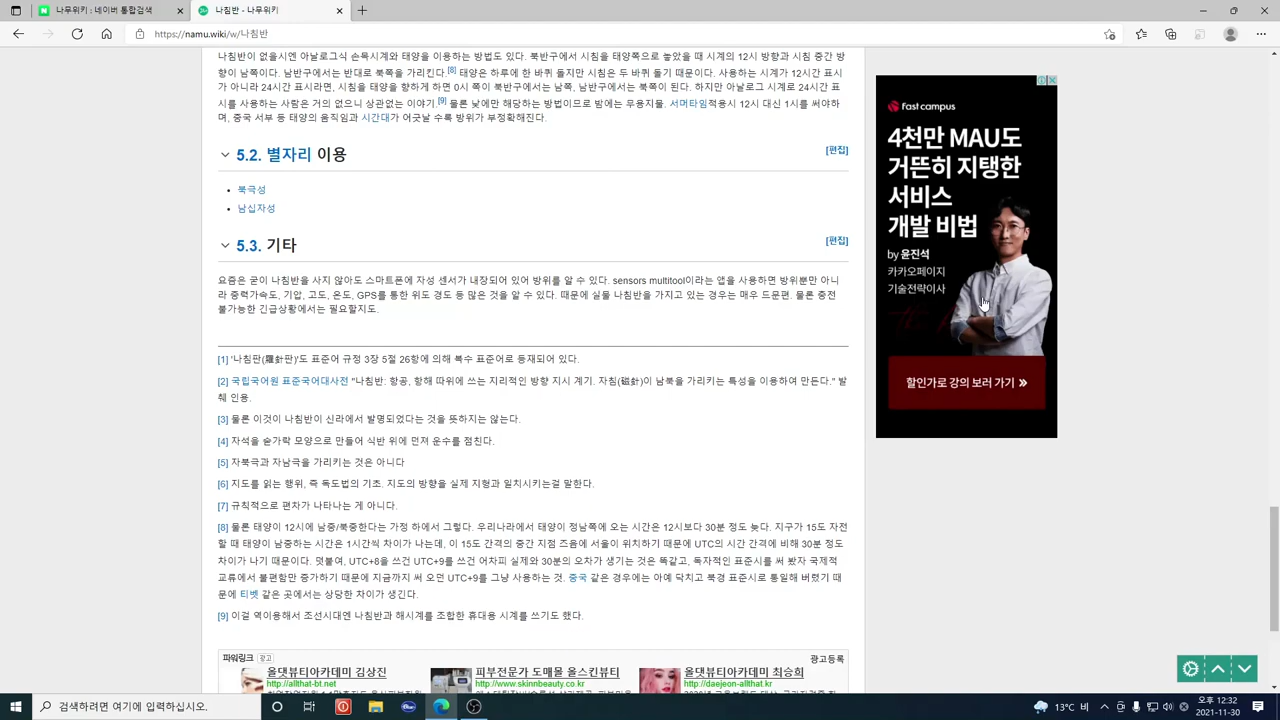 나무위키 : 네이버 통합검색
나침반 - 나무위키
https://namu.wiki/w/나침반
나침반이 없을시엔 아날로그식 손목시계와 태양을 이용하는 방법도 있다. 북반구에서 시침을 태양쪽으로 놓았을 때 시계의 12시 방향과 시침 중간 방
향이 남쪽이다. 남반구에서는 반대로 북쪽을 가리킨다.[8] 태양은 하루에 한 바퀴 돌지만 시침은 두 바퀴 돌기 때문이다. 사용하는 시계가 12시간 표시
가 아니라 24시간 표시라면, 시침을 태양을 향하게 하면 0시 쪽이 북반구에서는 남쪽, 남반구에서는 북쪽이 된다. 하지만 아날로그 시계로 24시간 표
시를 사용하는 사람은 거의 없으니 상관없는 이야기.[9] 물론 낮에만 해당하는 방법이므로 밤에는 무용지물. 서머타임적용시 12시 대신 1시를 써야하
며, 중국 서부 등 태양의 움직임과 시간대가 어긋날 수록 방위가 부정확해진다.
5.2. 별자리 이용
[편집]
북극성
남십자성
5.3. 기타
[편집]
요즘은 굳이 나침반을 사지 않아도 스마트폰에 자성 센서가 내장되어 있어 방위를 알 수 있다. sensors multitool이라는 앱을 사용하면 방위뿐만 아니
라 중력가속도, 기압, 고도, 온도, GPS를 통한 위도 경도 등 많은 것을 알 수 있다. 때문에 실물 나침반을 가지고 있는 경우는 매우 드문편. 물론 충전
불가능한 긴급상황에서는 필요할지도.
[1] '나침판(羅針판)'도 표준어 규정 3장 5절 26항에 의해 복수 표준어로 등재되어 있다.
[2] 국립국어원 표준국어대사전 "나침반: 항공, 항해 따위에 쓰는 지리적인 방향 지시 계기. 자침(磁針)이 남북을 가리키는 특성을 이용하여 만든다." 발
췌 인용.
[3] 물론 이것이 나침반이 신라에서 발명되었다는 것을 뜻하지는 않는다.
[4] 자석을 숟가락 모양으로 만들어 식반 위에 던져 운수를 점친다.
[5] 자북극과 자남극을 가리키는 것은 아니다
[6] 지도를 읽는 행위, 즉 독도법의 기초. 지도의 방향을 실제 지형과 일치시키는걸 말한다.
[7] 규칙적으로 편차가 나타나는 게 아니다.
[8] 물론 태양이 12시에 남중/북중한다는 가정 하에서 그렇다. 우리나라에서 태양이 정남쪽에 오는 시간은 12시보다 30분 정도 늦다. 지구가 15도 자전
할 때 태양이 남중하는 시간은 1시간씩 차이가 나는데, 이 15도 간격의 중간 지점 즈음에 서울이 위치하기 때문에 UTC의 시간 간격에 비해 30분 정도
차이가 나기 때문이다. 덧붙여, UTC+8을 쓰건 UTC+9를 쓰건 어차피 실제와 30분의 오차가 생기는 것은 똑같고, 독자적인 표준시를 써 봤자 국제적
교류에서 불편함만 증가하기 때문에 지금까지 써 오던 UTC+9를 그냥 사용하는 것. 중국 같은 경우에는 아예 닥치고 북경 표준시로 통일해 버렸기 때
문에 티벳 같은 곳에서는 상당한 차이가 생긴다.
[9] 이걸 역이용해서 조선시대엔 나침반과 해시계를 조합한 휴대용 시계를 쓰기도 했다.
fast campus
4천만 MAU도
거뜬히 지탱한
서비스
개발 비법
by 윤진석
카카오페이지
기술전략이사
할인가로 강의 보러 가기 »
파워링크 광고
광고등록
올댓뷰티아카데미 김상진
http://allthat-bt.net
피부전문가 도매몰 올스킨뷰티
http://www.skinnbeauty.co.kr
올댓뷰티아카데미 최승희
http://daejeon-allthat.kr
검색하려면 여기에 입력하십시오.
13°C 비
오후 12:32
2021-11-30